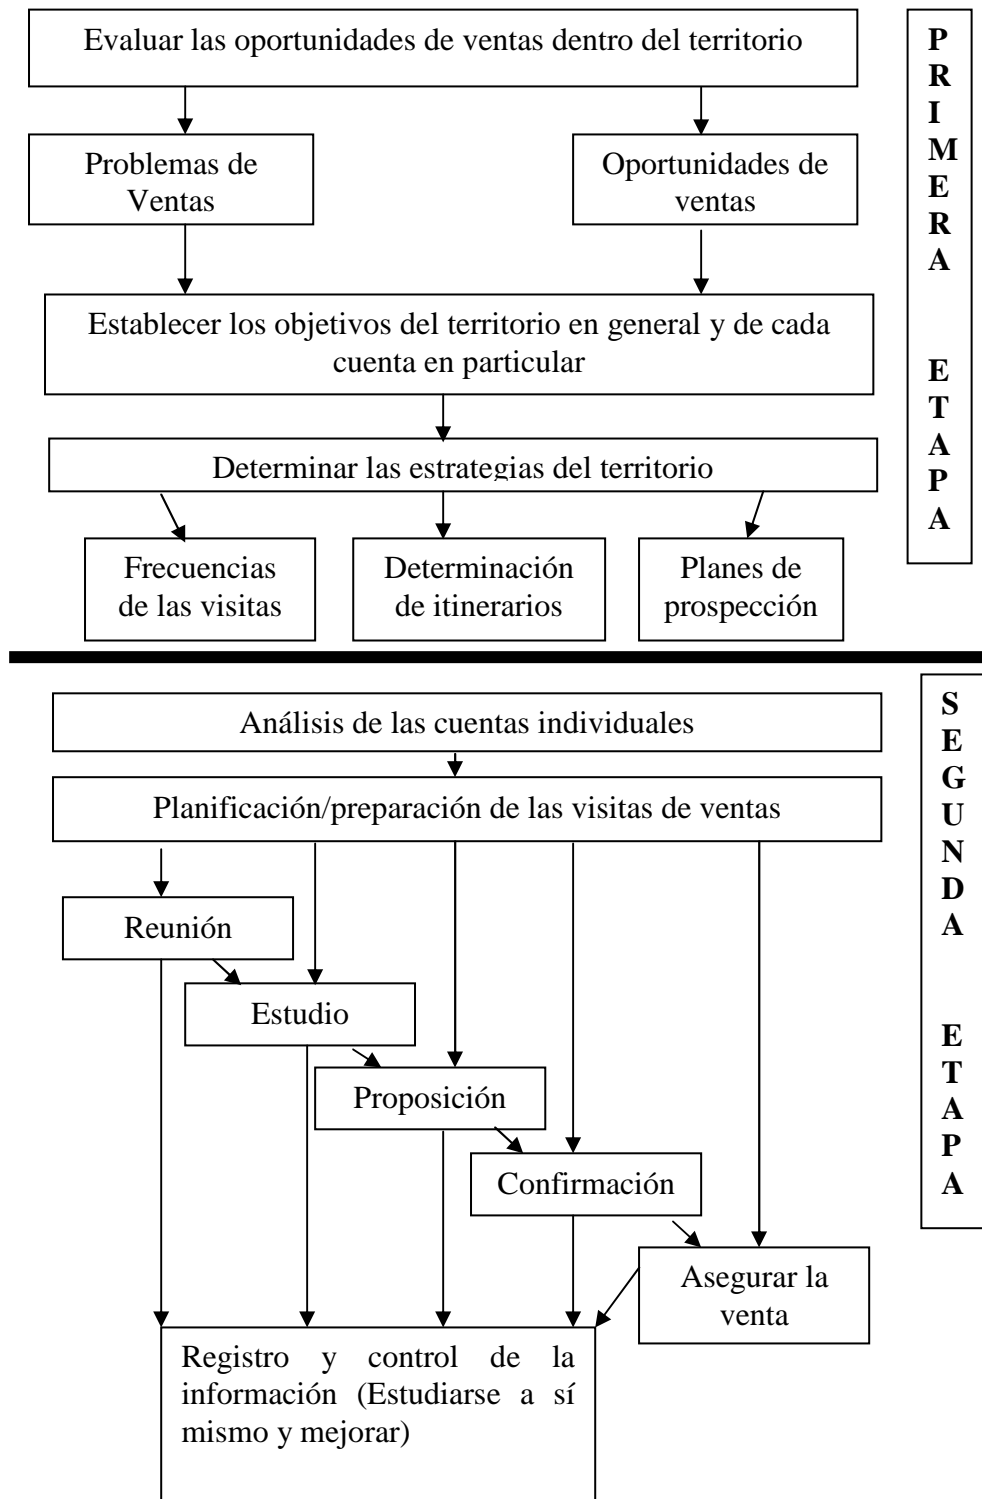 Evaluar las oportunidades de ventas dentro del territorio
Problemas de
Ventas
Oportunidades de
ventas
Establecer los objetivos del territorio en general y de cada
cuenta en particular
Determinar las estrategias del territorio
Frecuencias
de las visitas
Determinación
de itinerarios
Planes de
prospección
P
R
I
M
E
R
A
E
T
A
P
A
Análisis de las cuentas individuales
Planificación/preparación de las visitas de ventas
Reunión
Estudio
Proposición
Confirmación
Asegurar la
venta
Registro y control de la
información (Estudiarse a sí
mismo y mejorar)
S
E
G
U
N
D
A
E
T
A
P
A